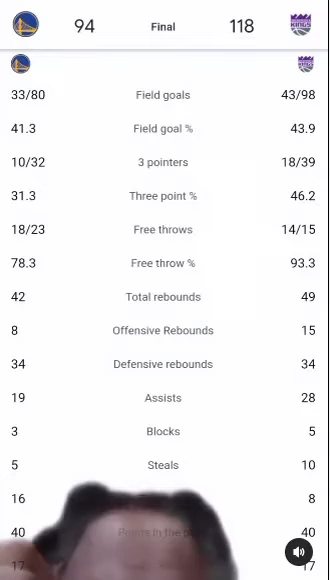 94 Final 118
33/80 Field goals 43/98
41.3 Field goal % 43.9
10/32 3 pointers 18/39
31.3 Three point % 46.2
18/23 Free throws 14/15
78.3 Free throw % 93.3
42 Total rebounds 49
8 Offensive Rebounds 15
34 Defensive rebounds 34
19 Assists 28
3 Blocks 5
5 Steals 10
16 8
40 Points in the 40
17 17